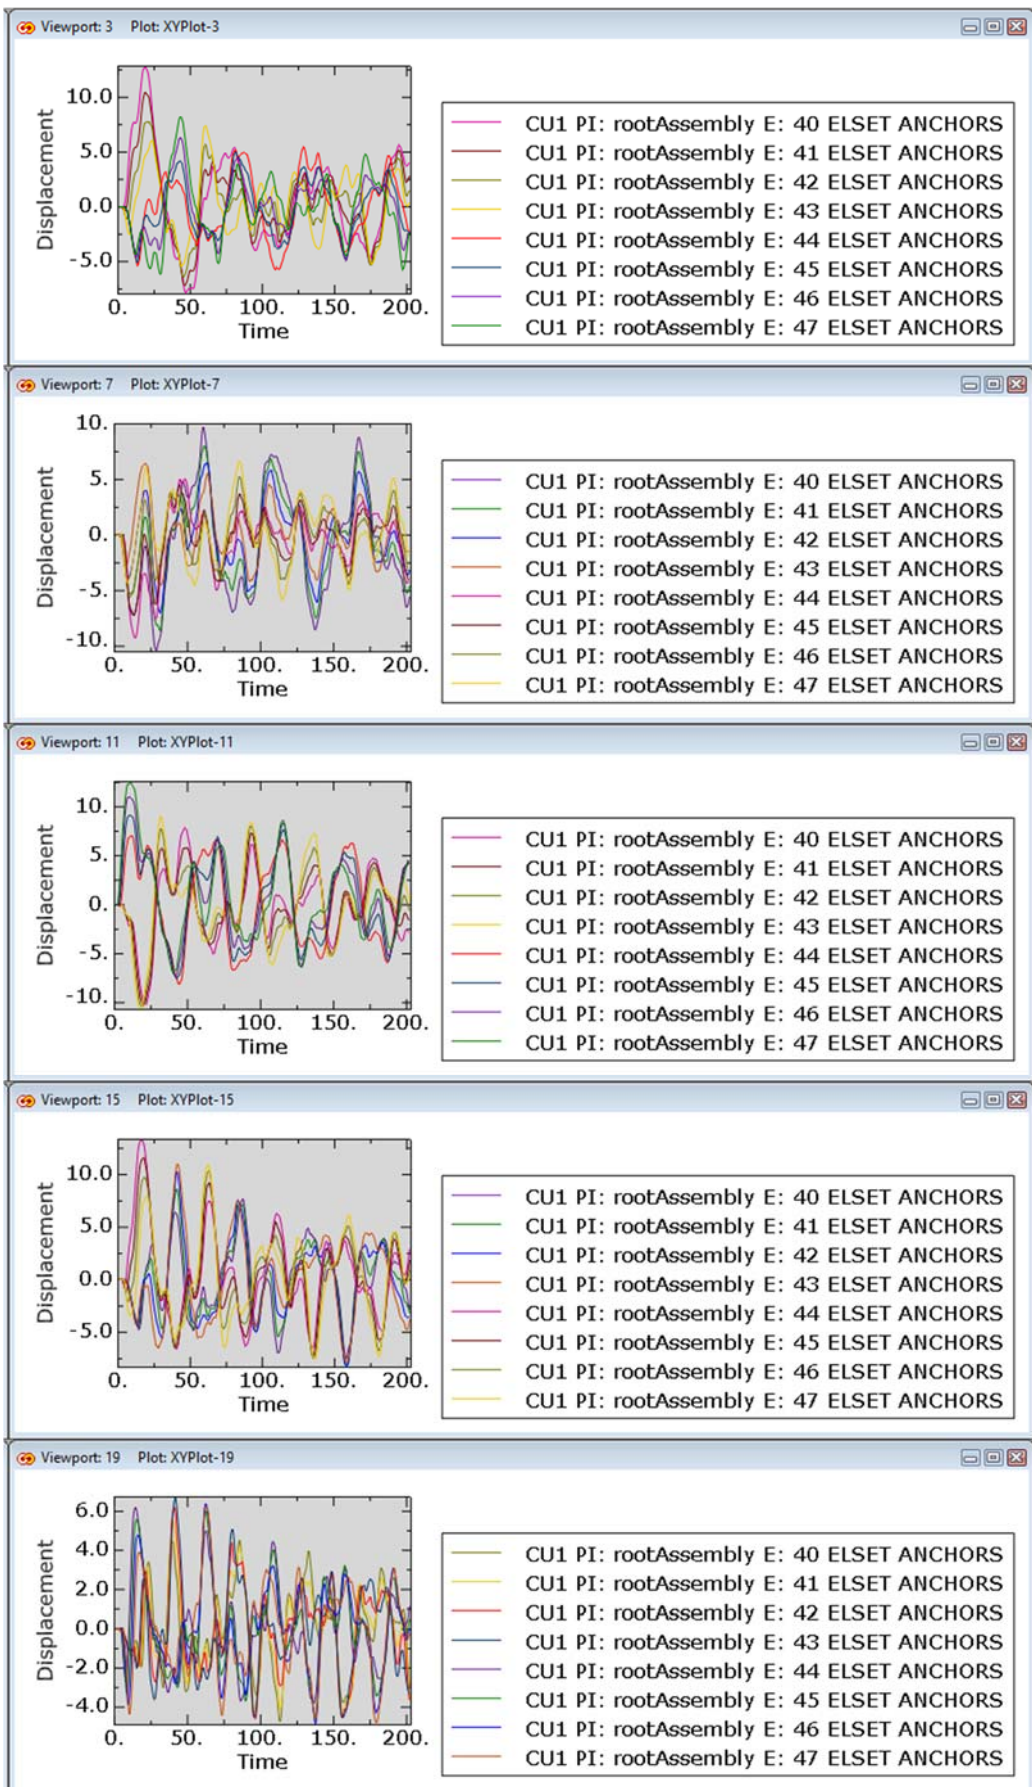 Viewport: 3 Plot: XYPlot-3
10.0
5.0
0.0
-5.0
Displacement
0. 50. 100. 150. 200.
Time
CU1 PI: rootAssembly E: 40 ELSET ANCHORS
CU1 PI: rootAssembly E: 41 ELSET ANCHORS
CU1 PI: rootAssembly E: 42 ELSET ANCHORS
CU1 PI: rootAssembly E: 43 ELSET ANCHORS
CU1 PI: rootAssembly E: 44 ELSET ANCHORS
CU1 PI: rootAssembly E: 45 ELSET ANCHORS
CU1 PI: rootAssembly E: 46 ELSET ANCHORS
CU1 PI: rootAssembly E: 47 ELSET ANCHORS
Viewport: 7 Plot: XYPlot-7
10.
5.
0.
-5.
-10.
Displacement
0. 50. 100. 150. 200.
Time
CU1 PI: rootAssembly E: 40 ELSET ANCHORS
CU1 PI: rootAssembly E: 41 ELSET ANCHORS
CU1 PI: rootAssembly E: 42 ELSET ANCHORS
CU1 PI: rootAssembly E: 43 ELSET ANCHORS
CU1 PI: rootAssembly E: 44 ELSET ANCHORS
CU1 PI: rootAssembly E: 45 ELSET ANCHORS
CU1 PI: rootAssembly E: 46 ELSET ANCHORS
CU1 PI: rootAssembly E: 47 ELSET ANCHORS
Viewport: 11 Plot: XYPlot-11
10.
5.
0.
-5.
-10.
Displacement
0. 50. 100. 150. 200.
Time
CU1 PI: rootAssembly E: 40 ELSET ANCHORS
CU1 PI: rootAssembly E: 41 ELSET ANCHORS
CU1 PI: rootAssembly E: 42 ELSET ANCHORS
CU1 PI: rootAssembly E: 43 ELSET ANCHORS
CU1 PI: rootAssembly E: 44 ELSET ANCHORS
CU1 PI: rootAssembly E: 45 ELSET ANCHORS
CU1 PI: rootAssembly E: 46 ELSET ANCHORS
CU1 PI: rootAssembly E: 47 ELSET ANCHORS
Viewport: 15 Plot: XYPlot-15
10.0
5.0
0.0
-5.0
Displacement
0. 50. 100. 150. 200.
Time
CU1 PI: rootAssembly E: 40 ELSET ANCHORS
CU1 PI: rootAssembly E: 41 ELSET ANCHORS
CU1 PI: rootAssembly E: 42 ELSET ANCHORS
CU1 PI: rootAssembly E: 43 ELSET ANCHORS
CU1 PI: rootAssembly E: 44 ELSET ANCHORS
CU1 PI: rootAssembly E: 45 ELSET ANCHORS
CU1 PI: rootAssembly E: 46 ELSET ANCHORS
CU1 PI: rootAssembly E: 47 ELSET ANCHORS
Viewport: 19 Plot: XYPlot-19
6.0
4.0
2.0
0.0
-2.0
-4.0
Displacement
0. 50. 100. 150. 200.
Time
CU1 PI: rootAssembly E: 40 ELSET ANCHORS
CU1 PI: rootAssembly E: 41 ELSET ANCHORS
CU1 PI: rootAssembly E: 42 ELSET ANCHORS
CU1 PI: rootAssembly E: 43 ELSET ANCHORS
CU1 PI: rootAssembly E: 44 ELSET ANCHORS
CU1 PI: rootAssembly E: 45 ELSET ANCHORS
CU1 PI: rootAssembly E: 46 ELSET ANCHORS
CU1 PI: rootAssembly E: 47 ELSET ANCHORS